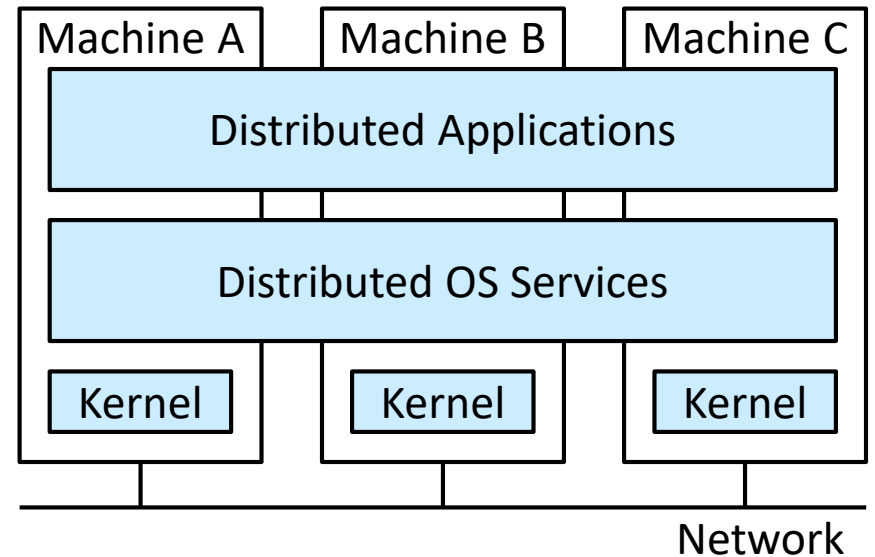 Machine A
Machine B
Machine C
Distributed Applications
Distributed OS Services
Kernel
Kernel
Kernel
Network